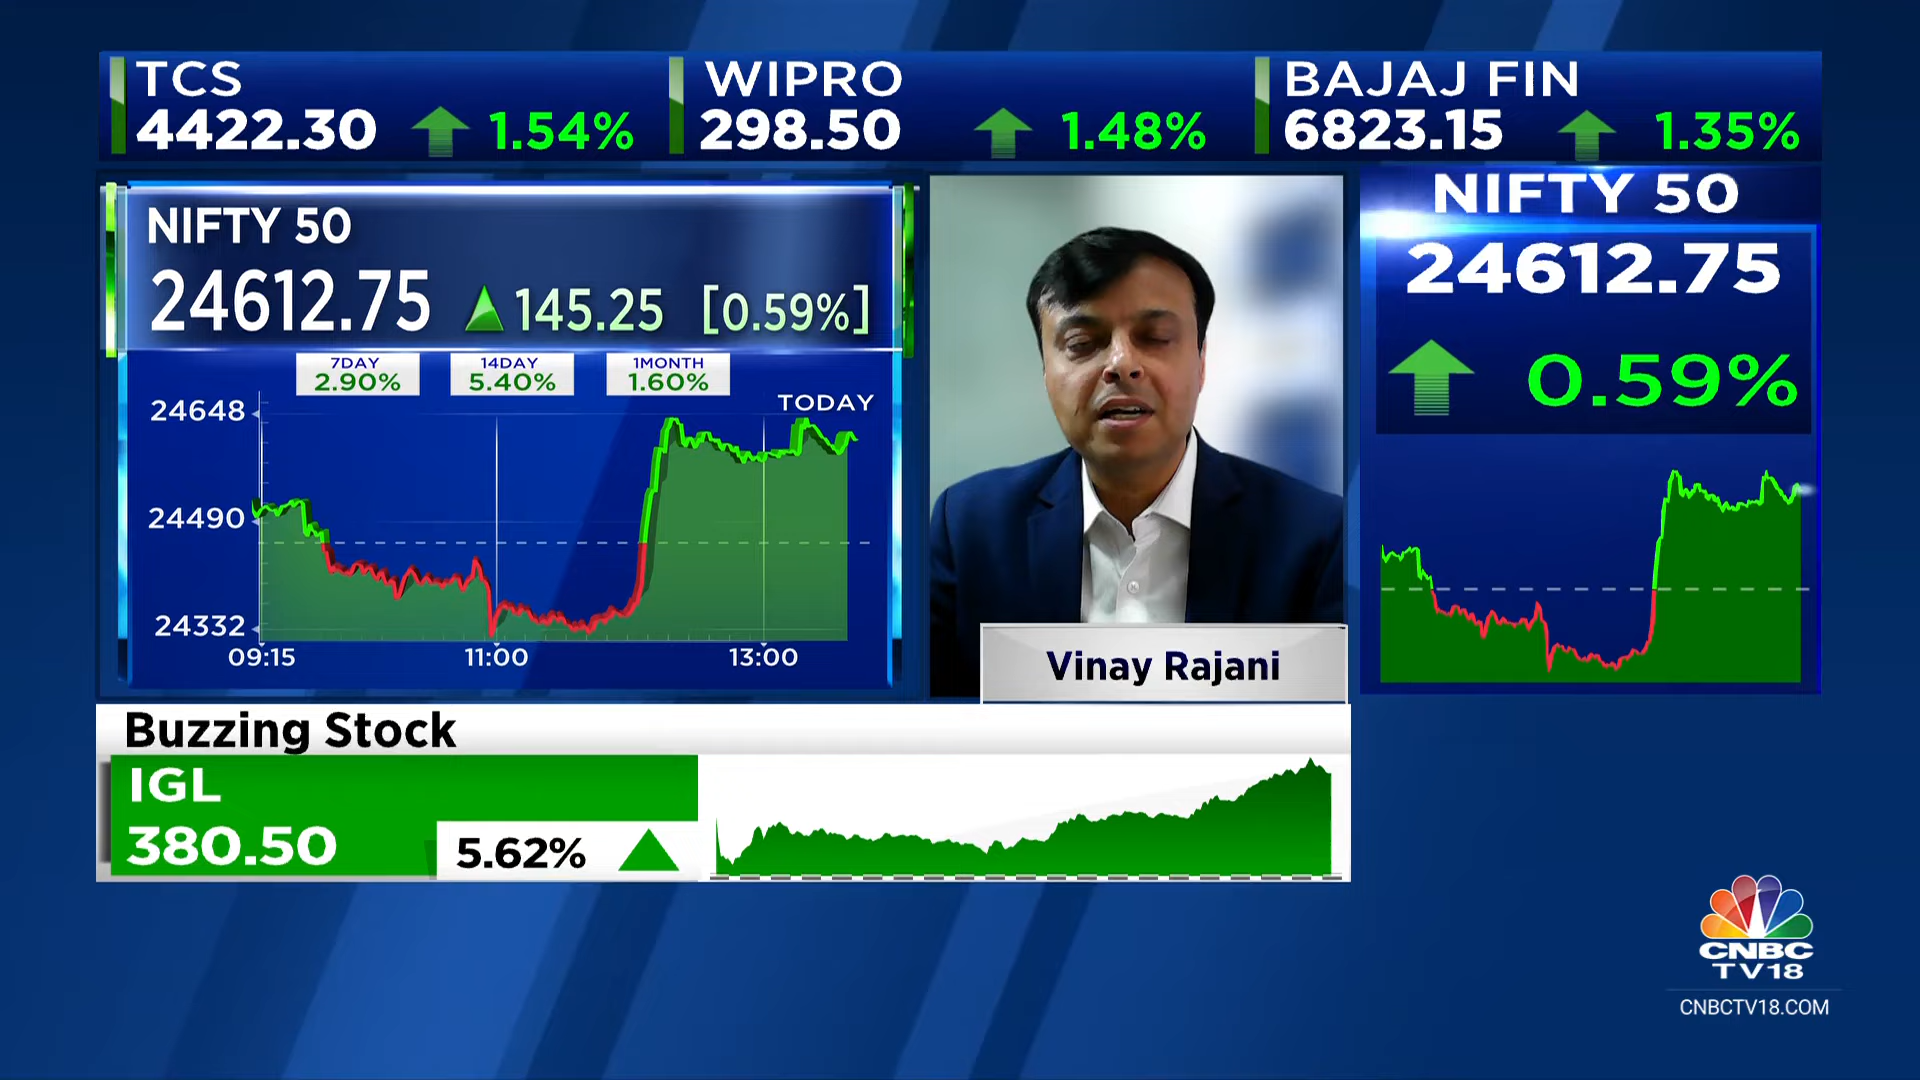 TCS
4422.30 1.54%
WIPRO
298.50 1.48%
BAJAJ FIN
6823.15 1.35%
NIFTY 50
24612.75 145.25 [0.59%]
7DAY
2.90%
14DAY
5.40%
1MONTH
1.60%
TODAY
24648
24490
24332
09:15 11:00 13:00
Vinay Rajani
NIFTY 50
24612.75
0.59%
Buzzing Stock
IGL
380.50
5.62%
CNBC
TV18
CNBCTV18.COM